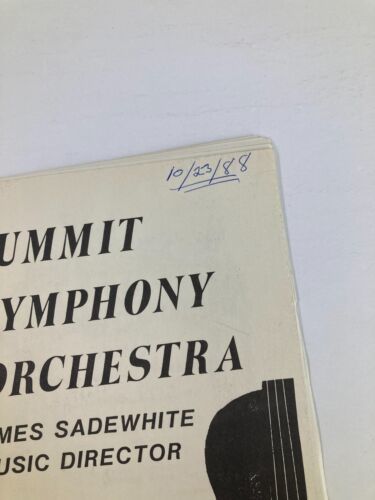 10/23/88
UMMIT
YMPHONY
ORCHESTRA
MES SADEWHITE
USIC DIRECTOR